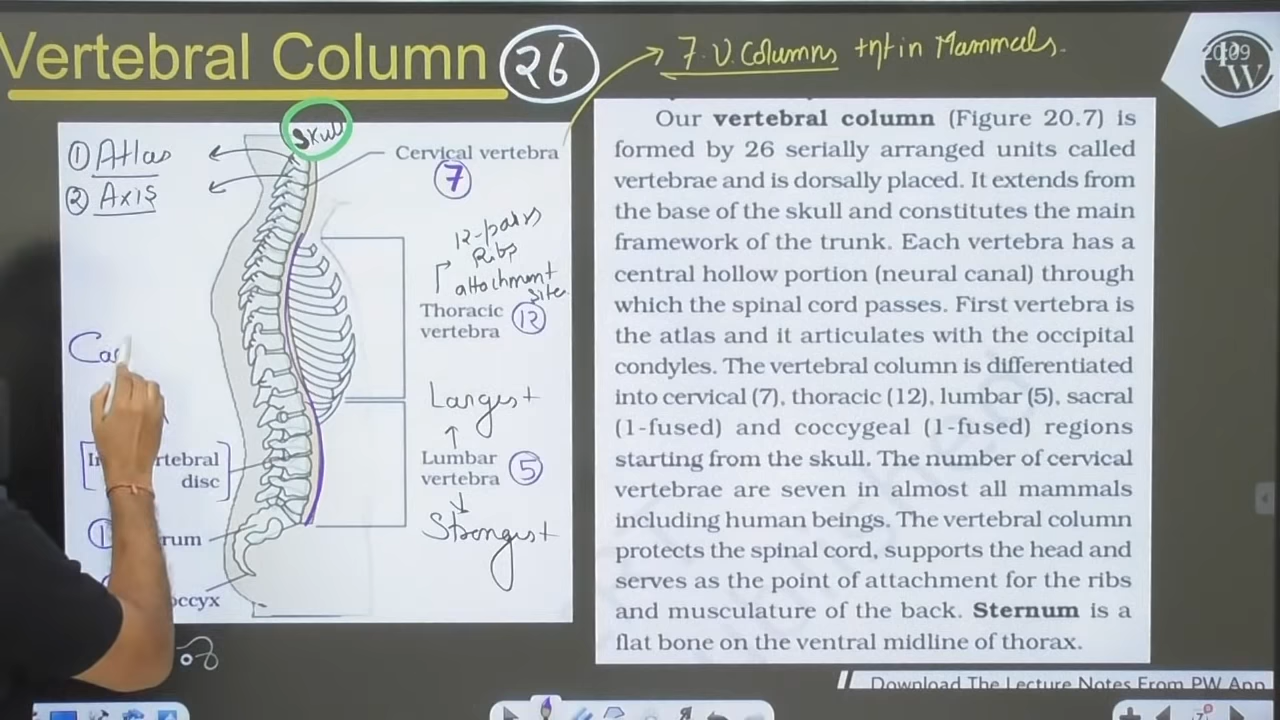 Vertebral Column
26
7. V. Columns +nt in Mammals.
20:09
PW
Skull
① Atlas
② Axis
Cervical vertebra
7
12-pairs
Ribs
attachment
site
Thoracic
vertebra
12
Largest
Lumbar
vertebra
5
Strongest
rtebral
disc
rum
occyx
Our vertebral column (Figure 20.7) is
formed by 26 serially arranged units called
vertebrae and is dorsally placed. It extends from
the base of the skull and constitutes the main
framework of the trunk. Each vertebra has a
central hollow portion (neural canal) through
which the spinal cord passes. First vertebra is
the atlas and it articulates with the occipital
condyles. The vertebral column is differentiated
into cervical (7), thoracic (12), lumbar (5), sacral
(1-fused) and coccygeal (1-fused) regions
starting from the skull. The number of cervical
vertebrae are seven in almost all mammals
including human beings. The vertebral column
protects the spinal cord, supports the head and
serves as the point of attachment for the ribs
and musculature of the back. Sternum is a
flat bone on the ventral midline of thorax.
Download The Lecture Notes From PW App